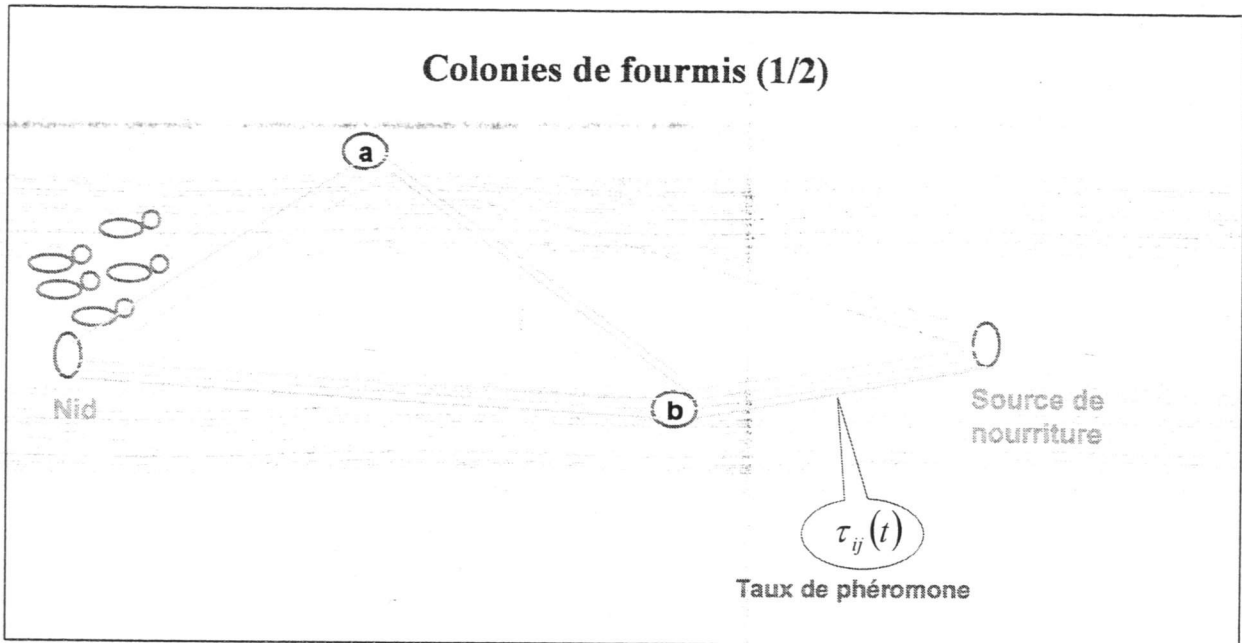 Colonies de fourmis (1/2)
a
Nid
b
Source de
nourriture
τij(t)
Taux de phéromone